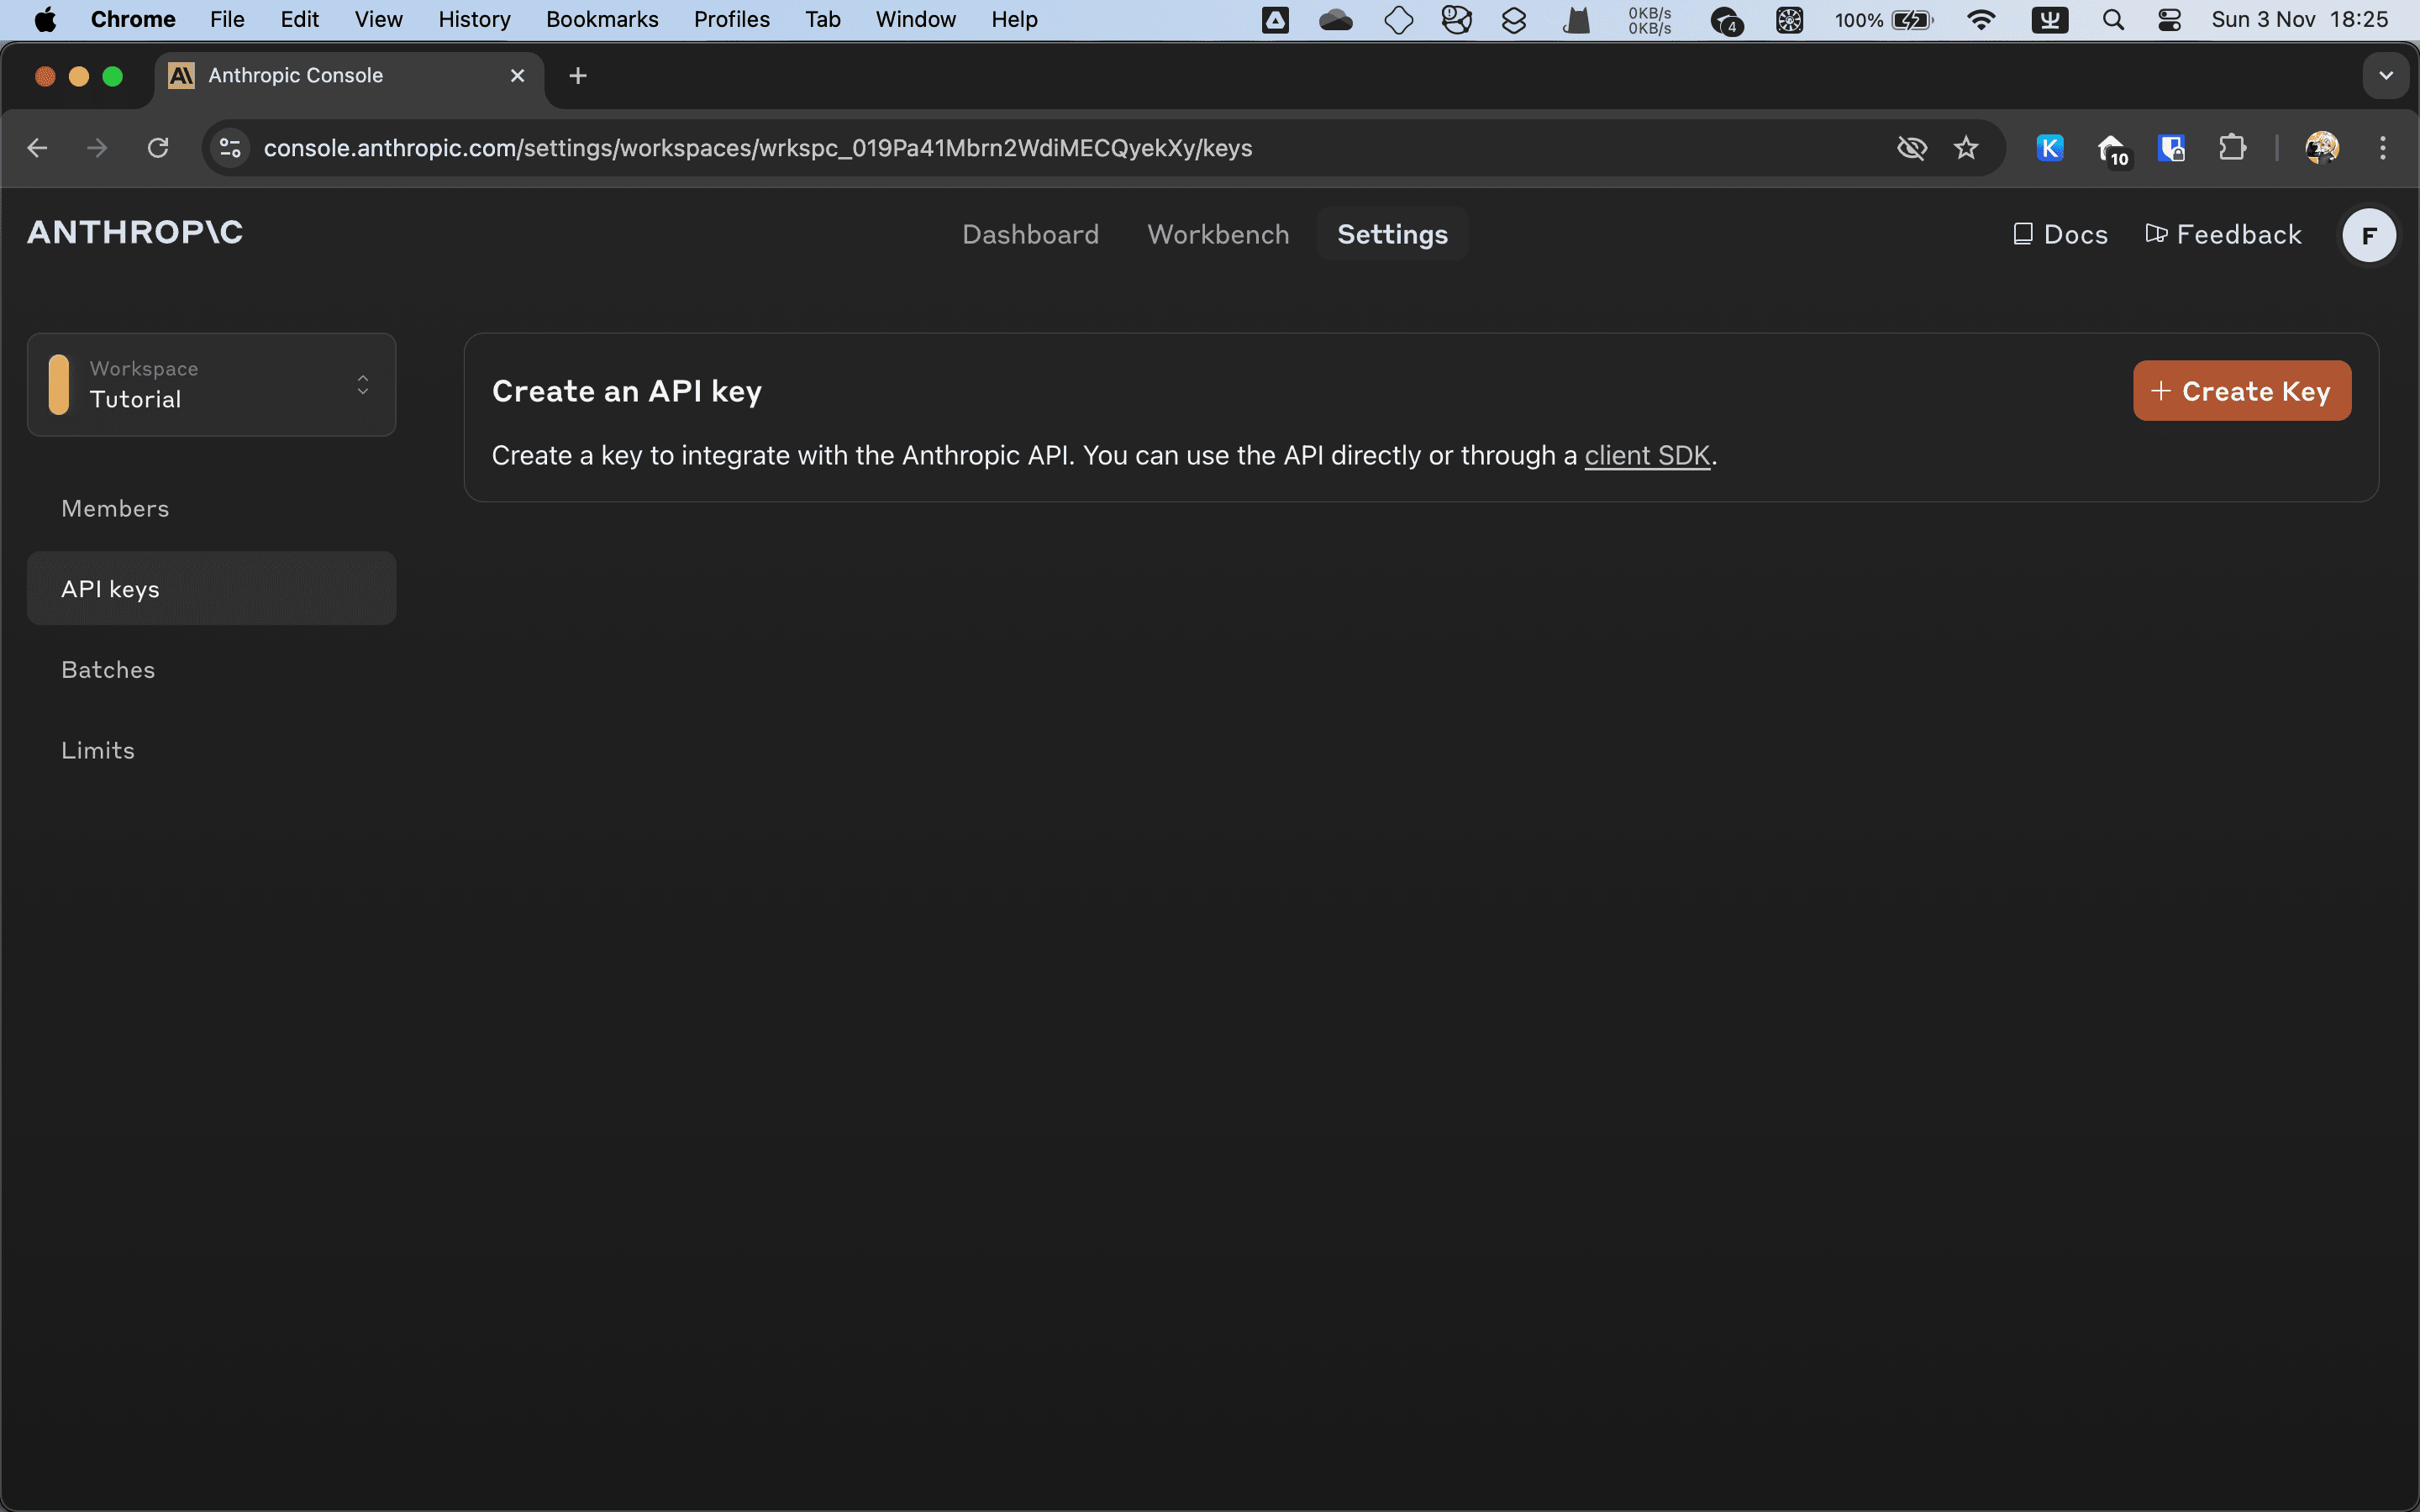 Chrome File Edit View History Bookmarks Profiles Tab Window Help 0KB/s 0KB/s 4 100% Sun 3 Nov 18:25
Anthropic Console
console.anthropic.com/settings/workspaces/wrkspc_019Pa41Mbrn2WdiMECQyekXy/keys K 10
ANTHROP\C Dashboard Workbench Settings Docs Feedback F
Workspace
Tutorial
Members
API keys
Batches
Limits
Create an API key
+ Create Key
Create a key to integrate with the Anthropic API. You can use the API directly or through a client SDK.